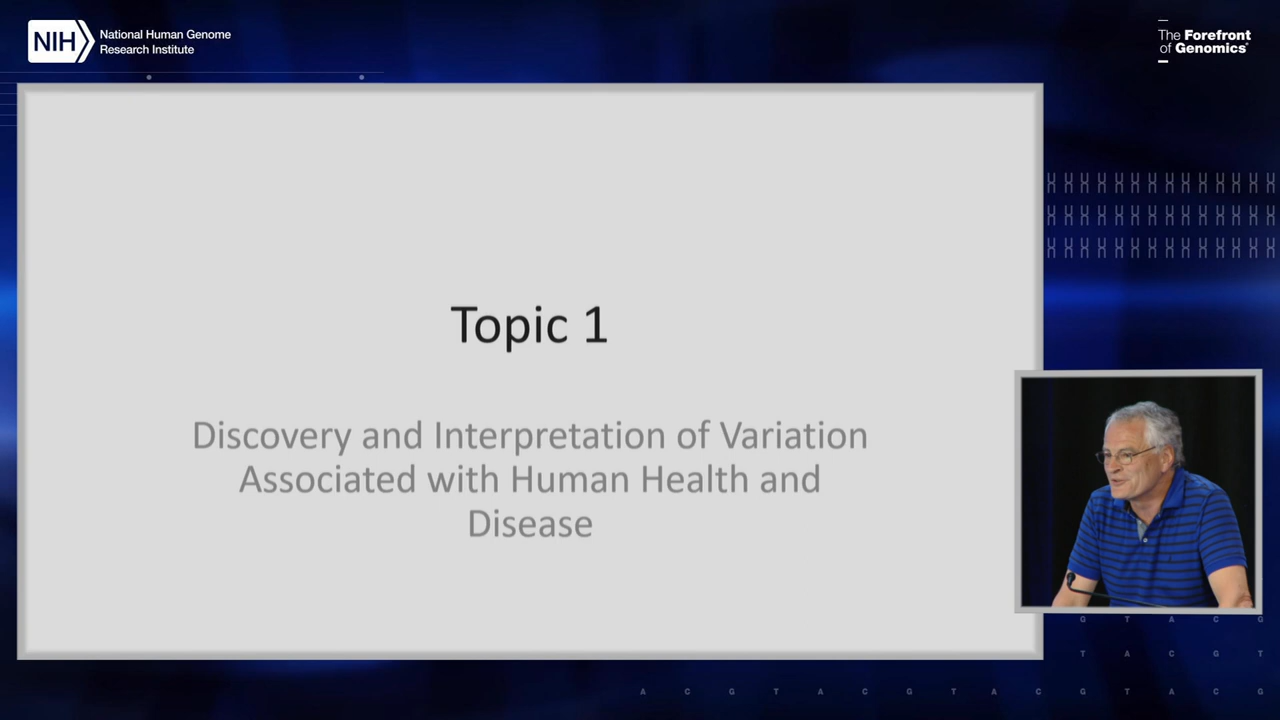 NIH
National Human Genome
Research Institute
The Forefront
of Genomics®
Topic 1
Discovery and Interpretation of Variation
Associated with Human Health and
Disease
G T A C G
T A C G T
A C G T A C G T A C G T A C G